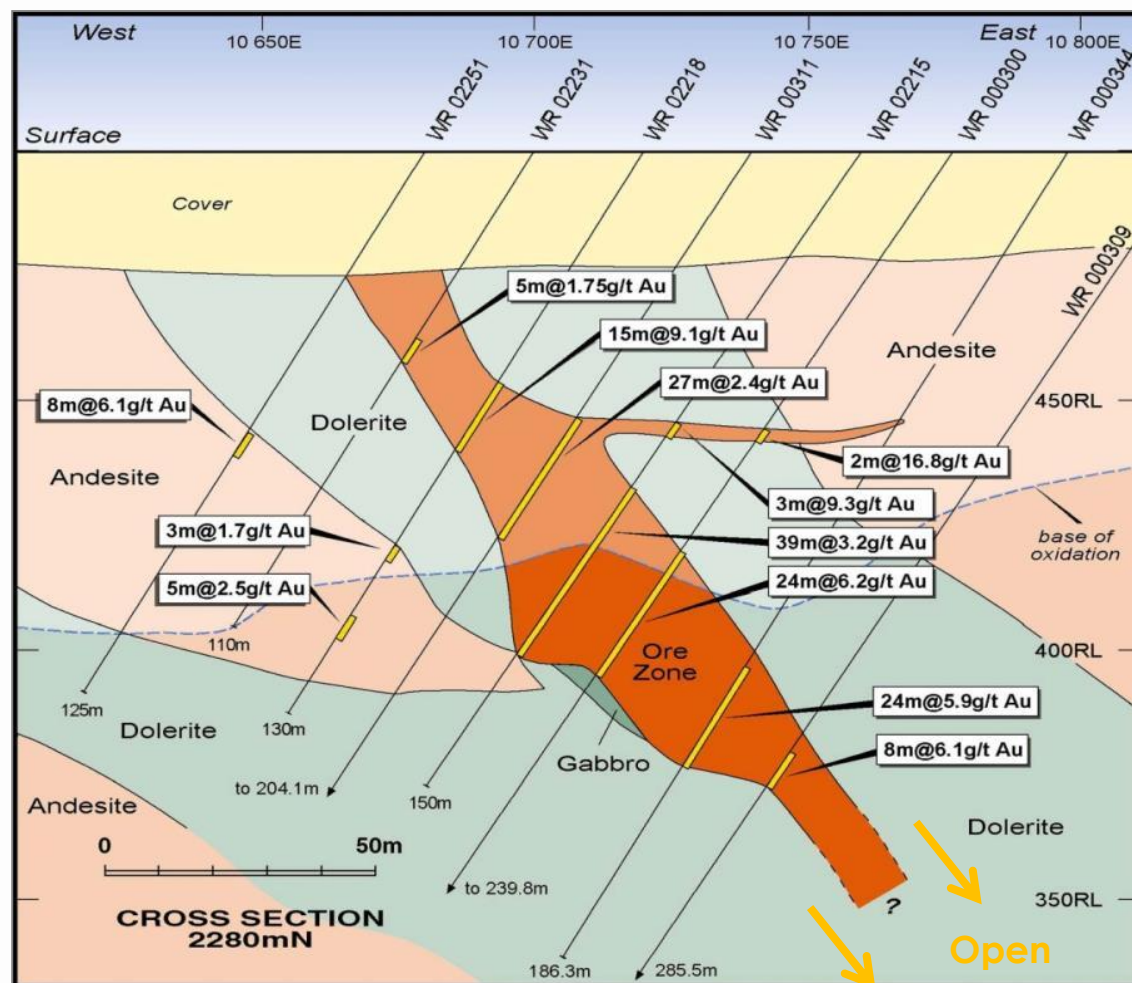 West
10 650E
10 700E
10 750E
East
10 800E
WR 02251
WR 02231
WR 02218
WR 00311
WR 02215
WR 000300
WR 000344
Surface
Cover
WR 000309
5m@1.75g/t Au
15m@9.1g/t Au
Andesite
27m@2.4g/t Au
8m@6.1g/t Au
450RL
Dolerite
2m@16.8g/t Au
Andesite
3m@9.3g/t Au
3m@1.7g/t Au
39m@3.2g/t Au
base of
oxidation
5m@2.5g/t Au
24m@6.2g/t Au
110m
Ore
Zone
400RL
125m
130m
24m@5.9g/t Au
Dolerite
8m@6.1g/t Au
Gabbro
to 204.1m
150m
Andesite
Dolerite
0
50m
to 239.8m
350RL
?
CROSS SECTION
2280mN
Open
186.3m
285.5m